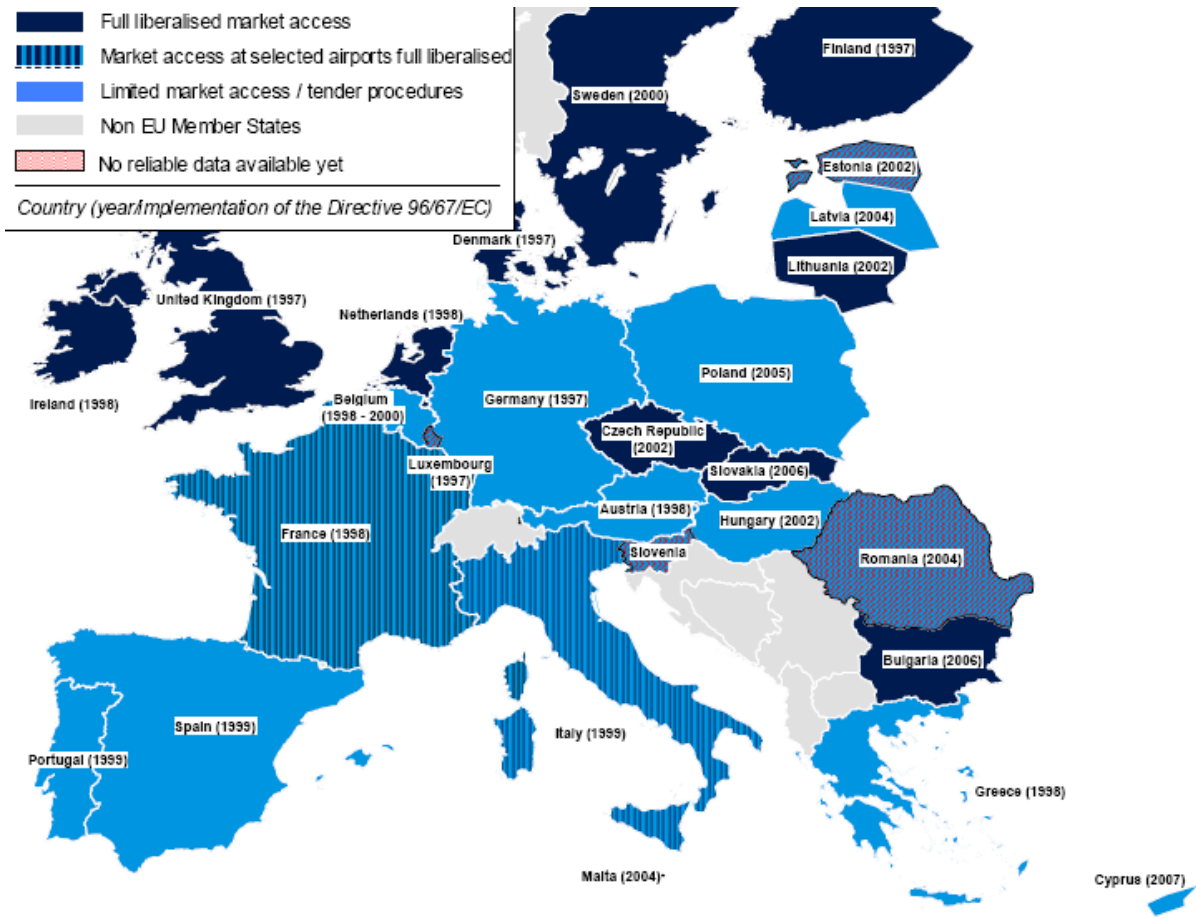 Full liberalised market access
Market access at selected airports full liberalised
Limited market access / tender procedures
Non EU Member States
No reliable data available yet
Country (year/implementation of the Directive 96/67/EC)
Finland (1997)
Sweden (2000)
Estonia (2002)
Latvia (2004)
Denmark (1997)
Lithuania (2002)
United Kingdom (1997)
Netherlands (1998)
Poland (2005)
Ireland (1998)
Belgium
(1998 - 2000)
Germany (1997)
Czech Republic
(2002)
Luxembourg
(1997)
Slovakia (2006)
Austria (1998)
Hungary (2002)
France (1998)
Slovenia
Romania (2004)
Bulgaria (2006)
Spain (1999)
Italy (1999)
Portugal (1999)
Greece (1998)
Malta (2004)-
Cyprus (2007)